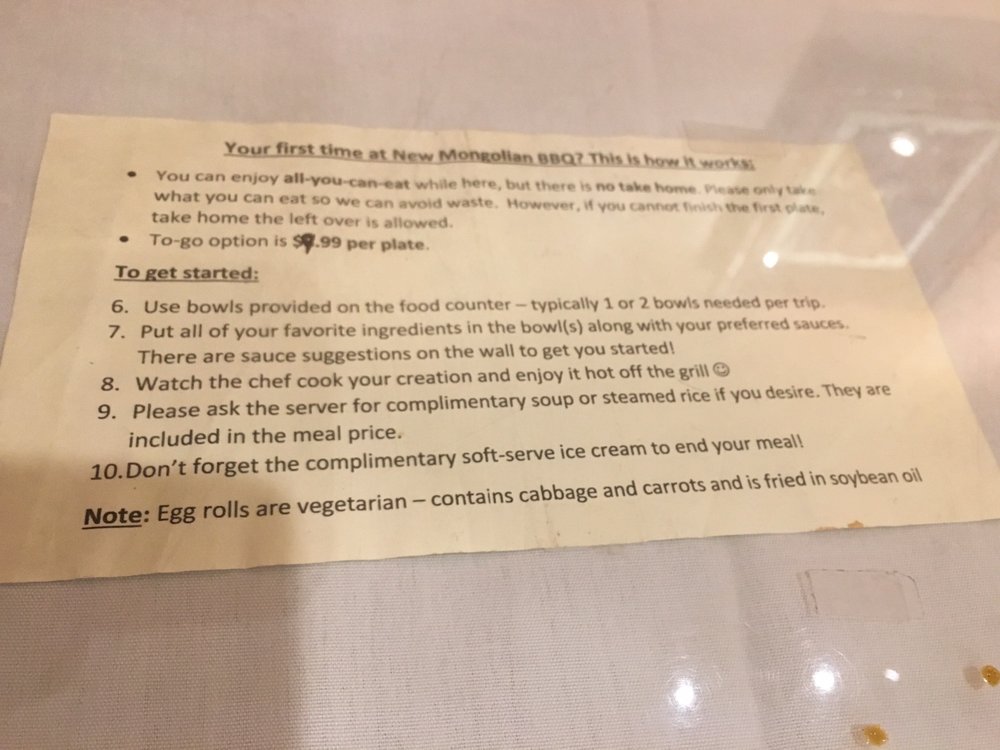 Your first time at New Mongolian BBQ? This is how it works:
• You can enjoy all-you-can-eat while here, but there is no take home. Please only take
what you can eat so we can avoid waste. However, if you cannot finish the first plate,
take home the left over is allowed.
• To-go option is $9.99 per plate.
To get started:
6. Use bowls provided on the food counter – typically 1 or 2 bowls needed per trip.
7. Put all of your favorite ingredients in the bowl(s) along with your preferred sauces.
There are sauce suggestions on the wall to get you started!
8. Watch the chef cook your creation and enjoy it hot off the grill ☺
9. Please ask the server for complimentary soup or steamed rice if you desire. They are
included in the meal price.
10. Don't forget the complimentary soft-serve ice cream to end your meal!
Note: Egg rolls are vegetarian – contains cabbage and carrots and is fried in soybean oil